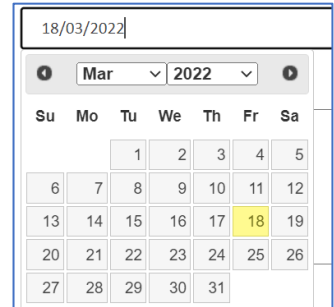 18/03/2022
Mar 2022
Su Mo Tu We Th Fr Sa
1 2 3 4 5
6 7 8 9 10 11 12
13 14 15 16 17 18 19
20 21 22 23 24 25 26
27 28 29 30 31